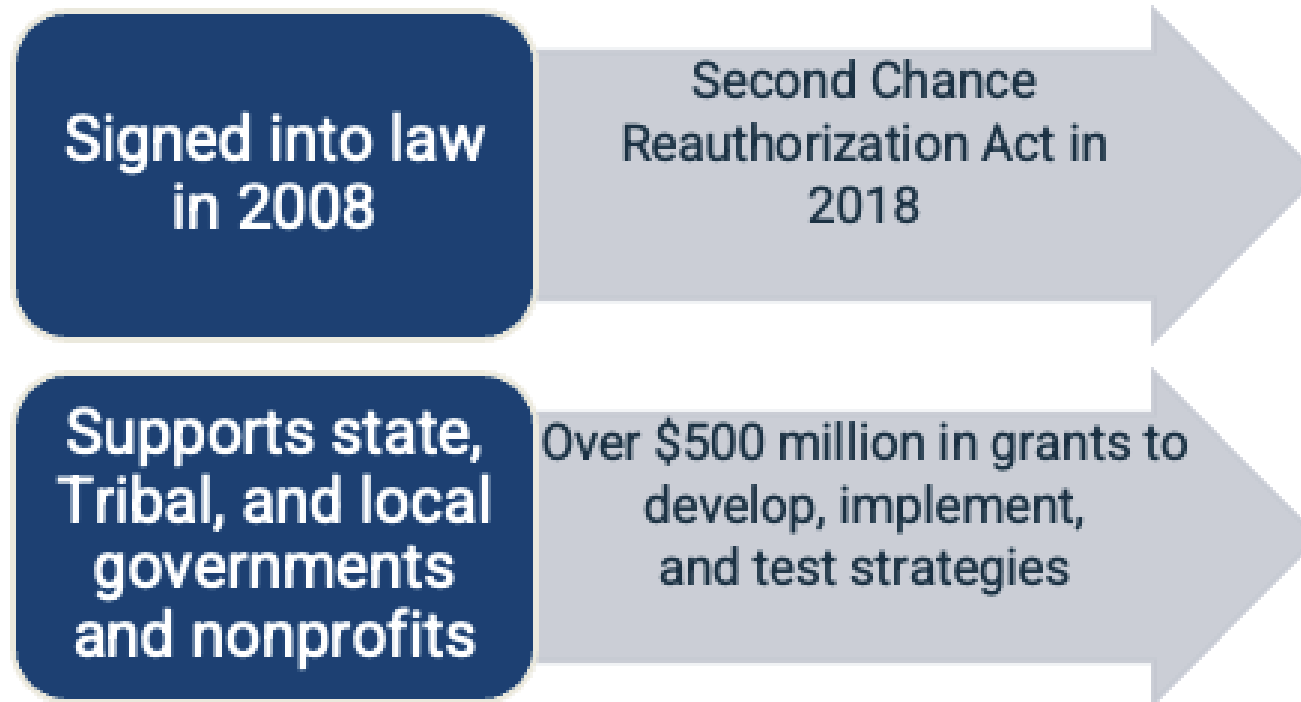 Signed into law
in 2008
Second Chance
Reauthorization Act in
2018
Supports state,
Tribal, and local
governments
and nonprofits
Over $500 million in grants to
develop, implement,
and test strategies